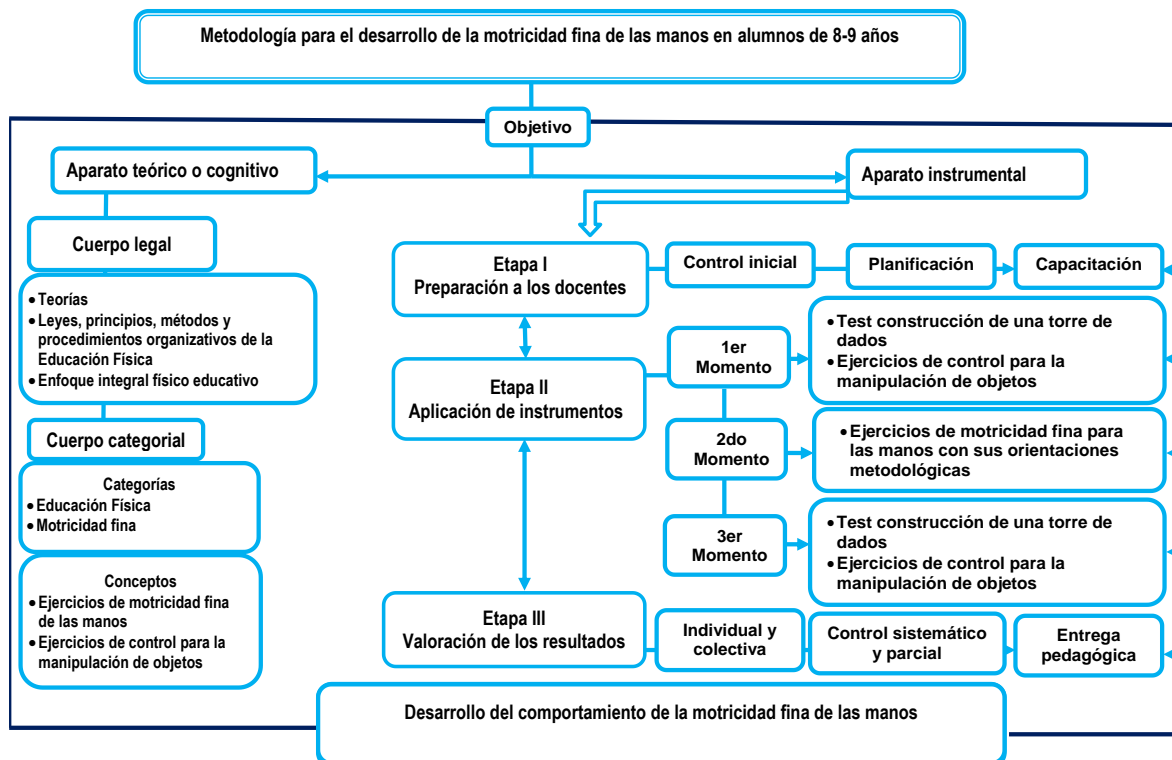 Metodología para el desarrollo de la motricidad fina de las manos en alumnos de 8-9 años
Objetivo
Aparato teórico o cognitivo
Aparato instrumental
Cuerpo legal
• Teorías
• Leyes, principios, métodos y
procedimientos organizativos de la
Educación Física
• Enfoque integral físico educativo
Cuerpo categorial
Categorías
• Educación Física
• Motricidad fina
Conceptos
• Ejercicios de motricidad fina
de las manos
• Ejercicios de control para la
manipulación de objetos
Etapa I
Preparación a los docentes
Control inicial
Planificación
Capacitación
Etapa II
Aplicación de instrumentos
1er
Momento
• Test construcción de una torre de
dados
• Ejercicios de control para la
manipulación de objetos
2do
Momento
• Ejercicios de motricidad fina para
las manos con sus orientaciones
metodológicas
3er
Momento
• Test construcción de una torre de
dados
• Ejercicios de control para la
manipulación de objetos
Etapa III
Valoración de los resultados
Individual y
colectiva
Control sistemático
y parcial
Entrega
pedagógica
Desarrollo del comportamiento de la motricidad fina de las manos